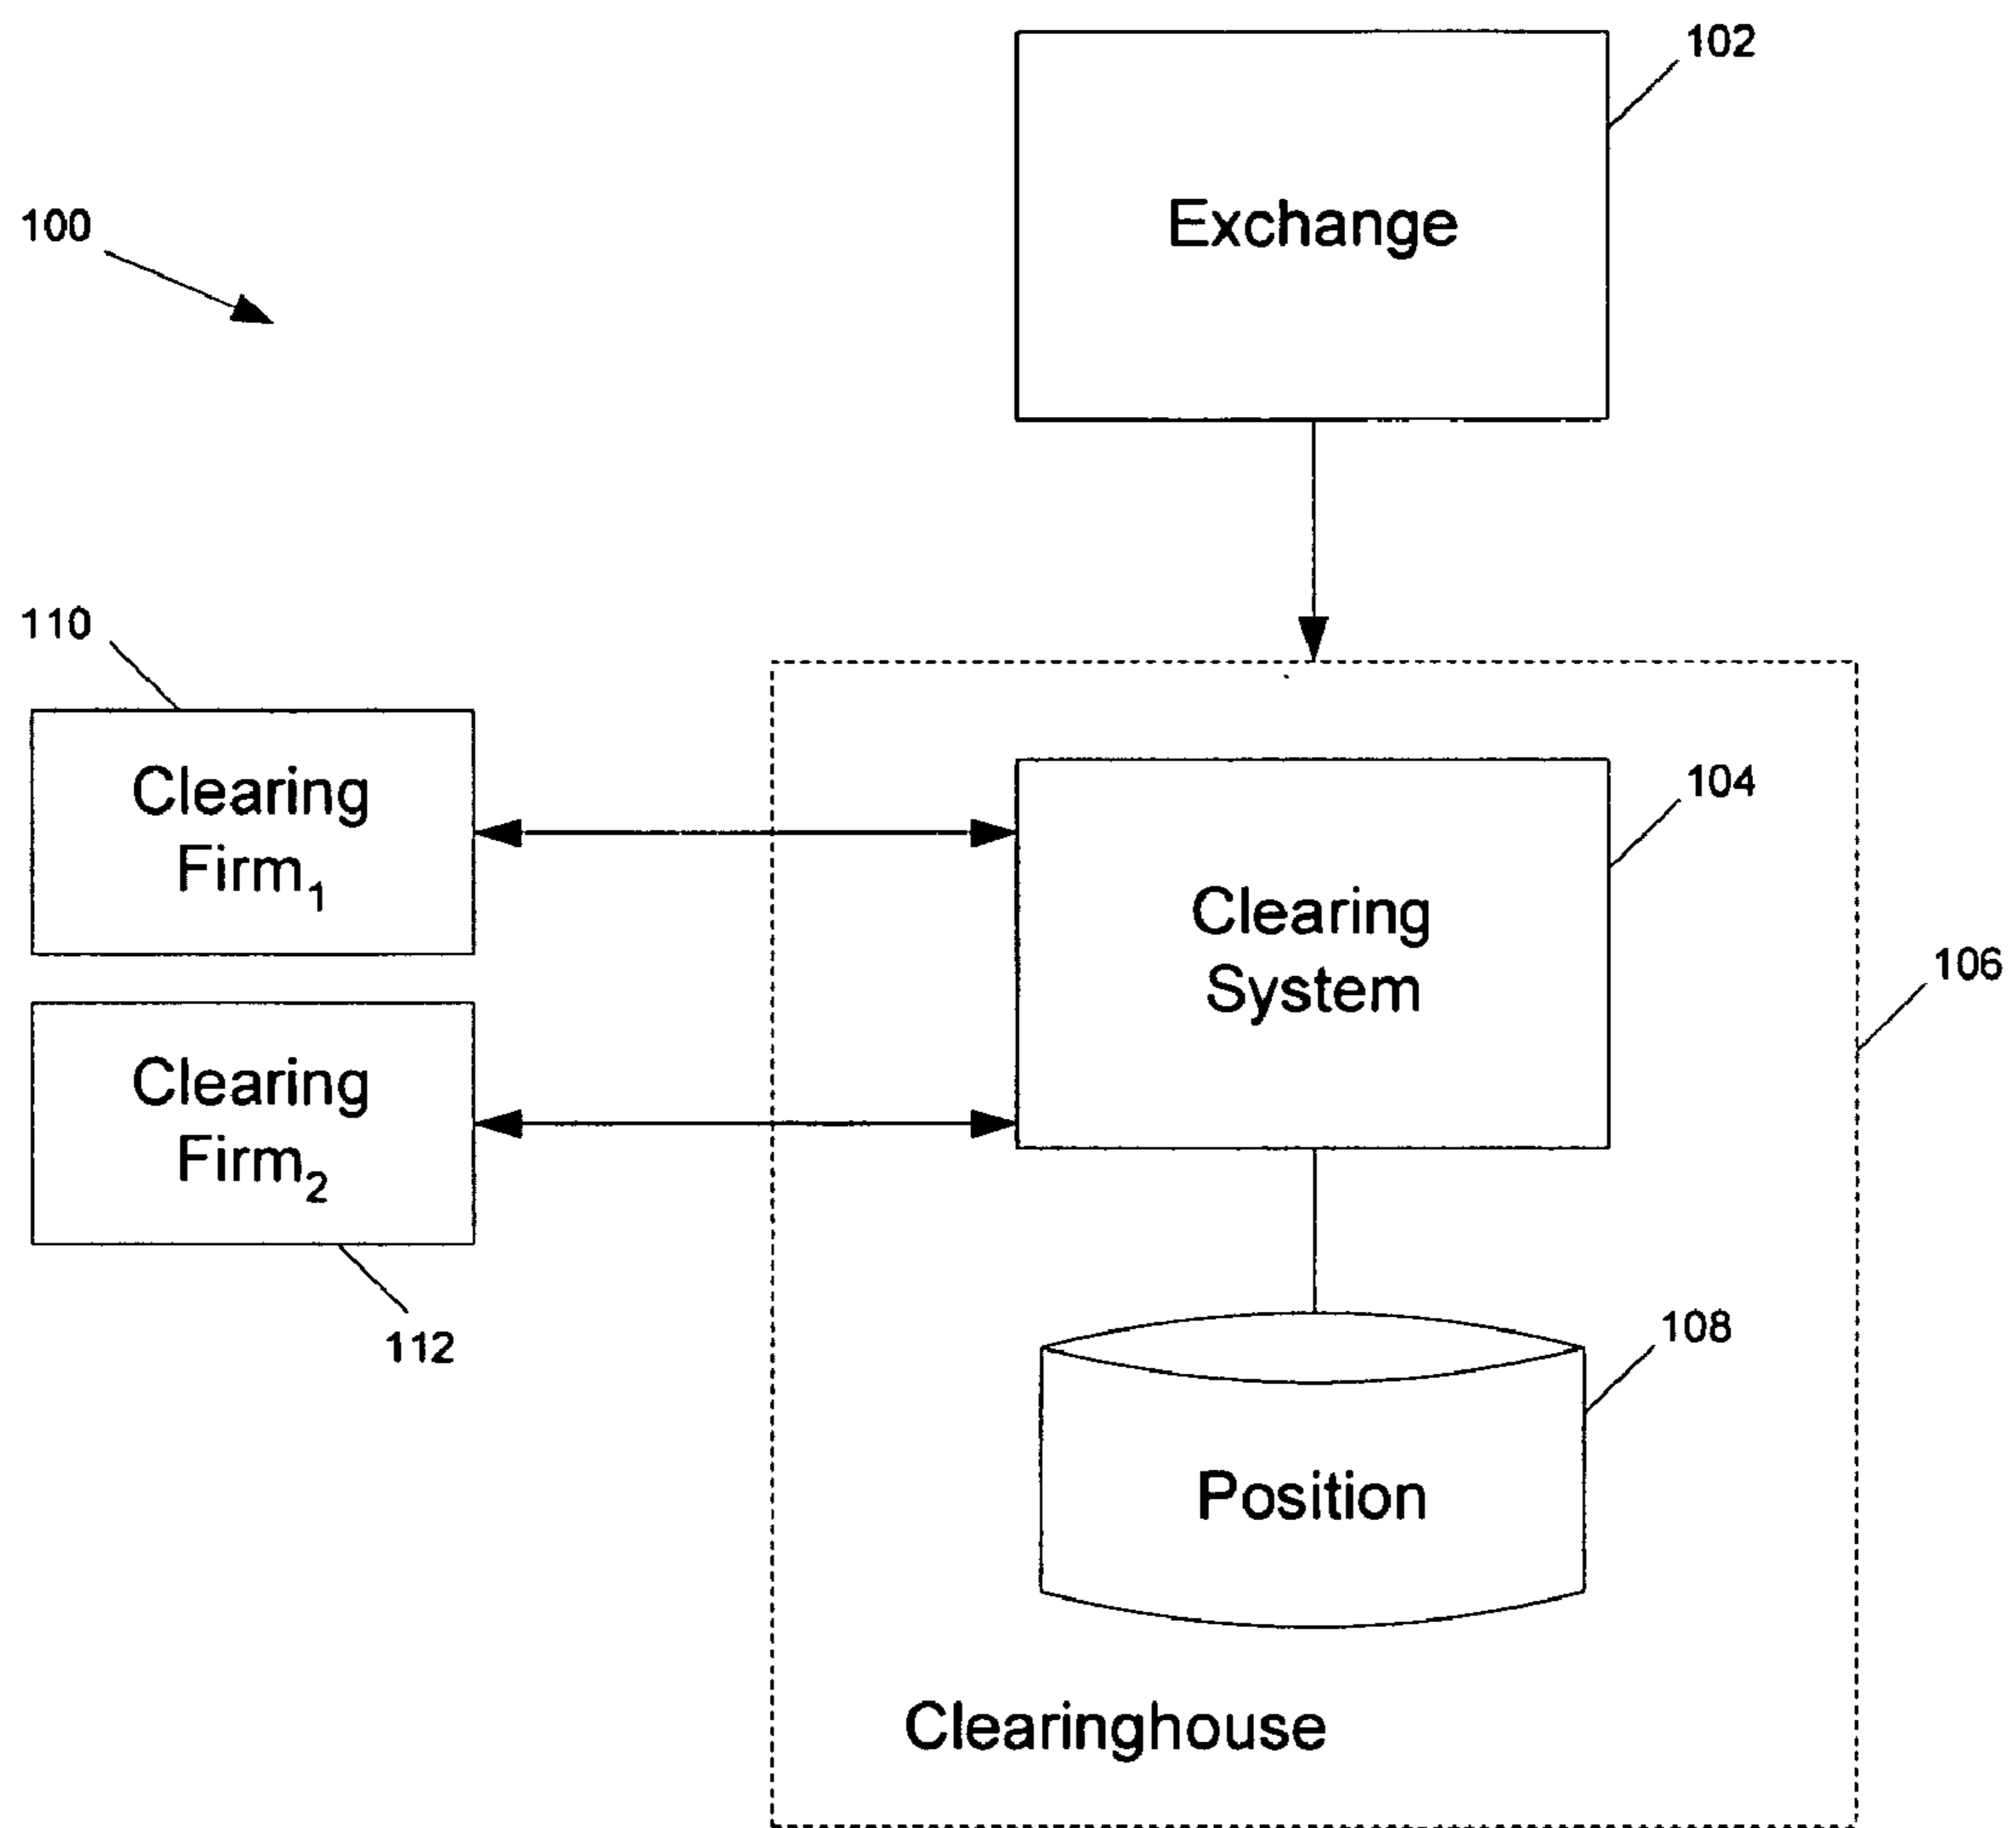 102
Exchange
100
110
Clearing
Firm₁
104
Clearing
System
106
Clearing
Firm₂
112
108
Position
Clearinghouse